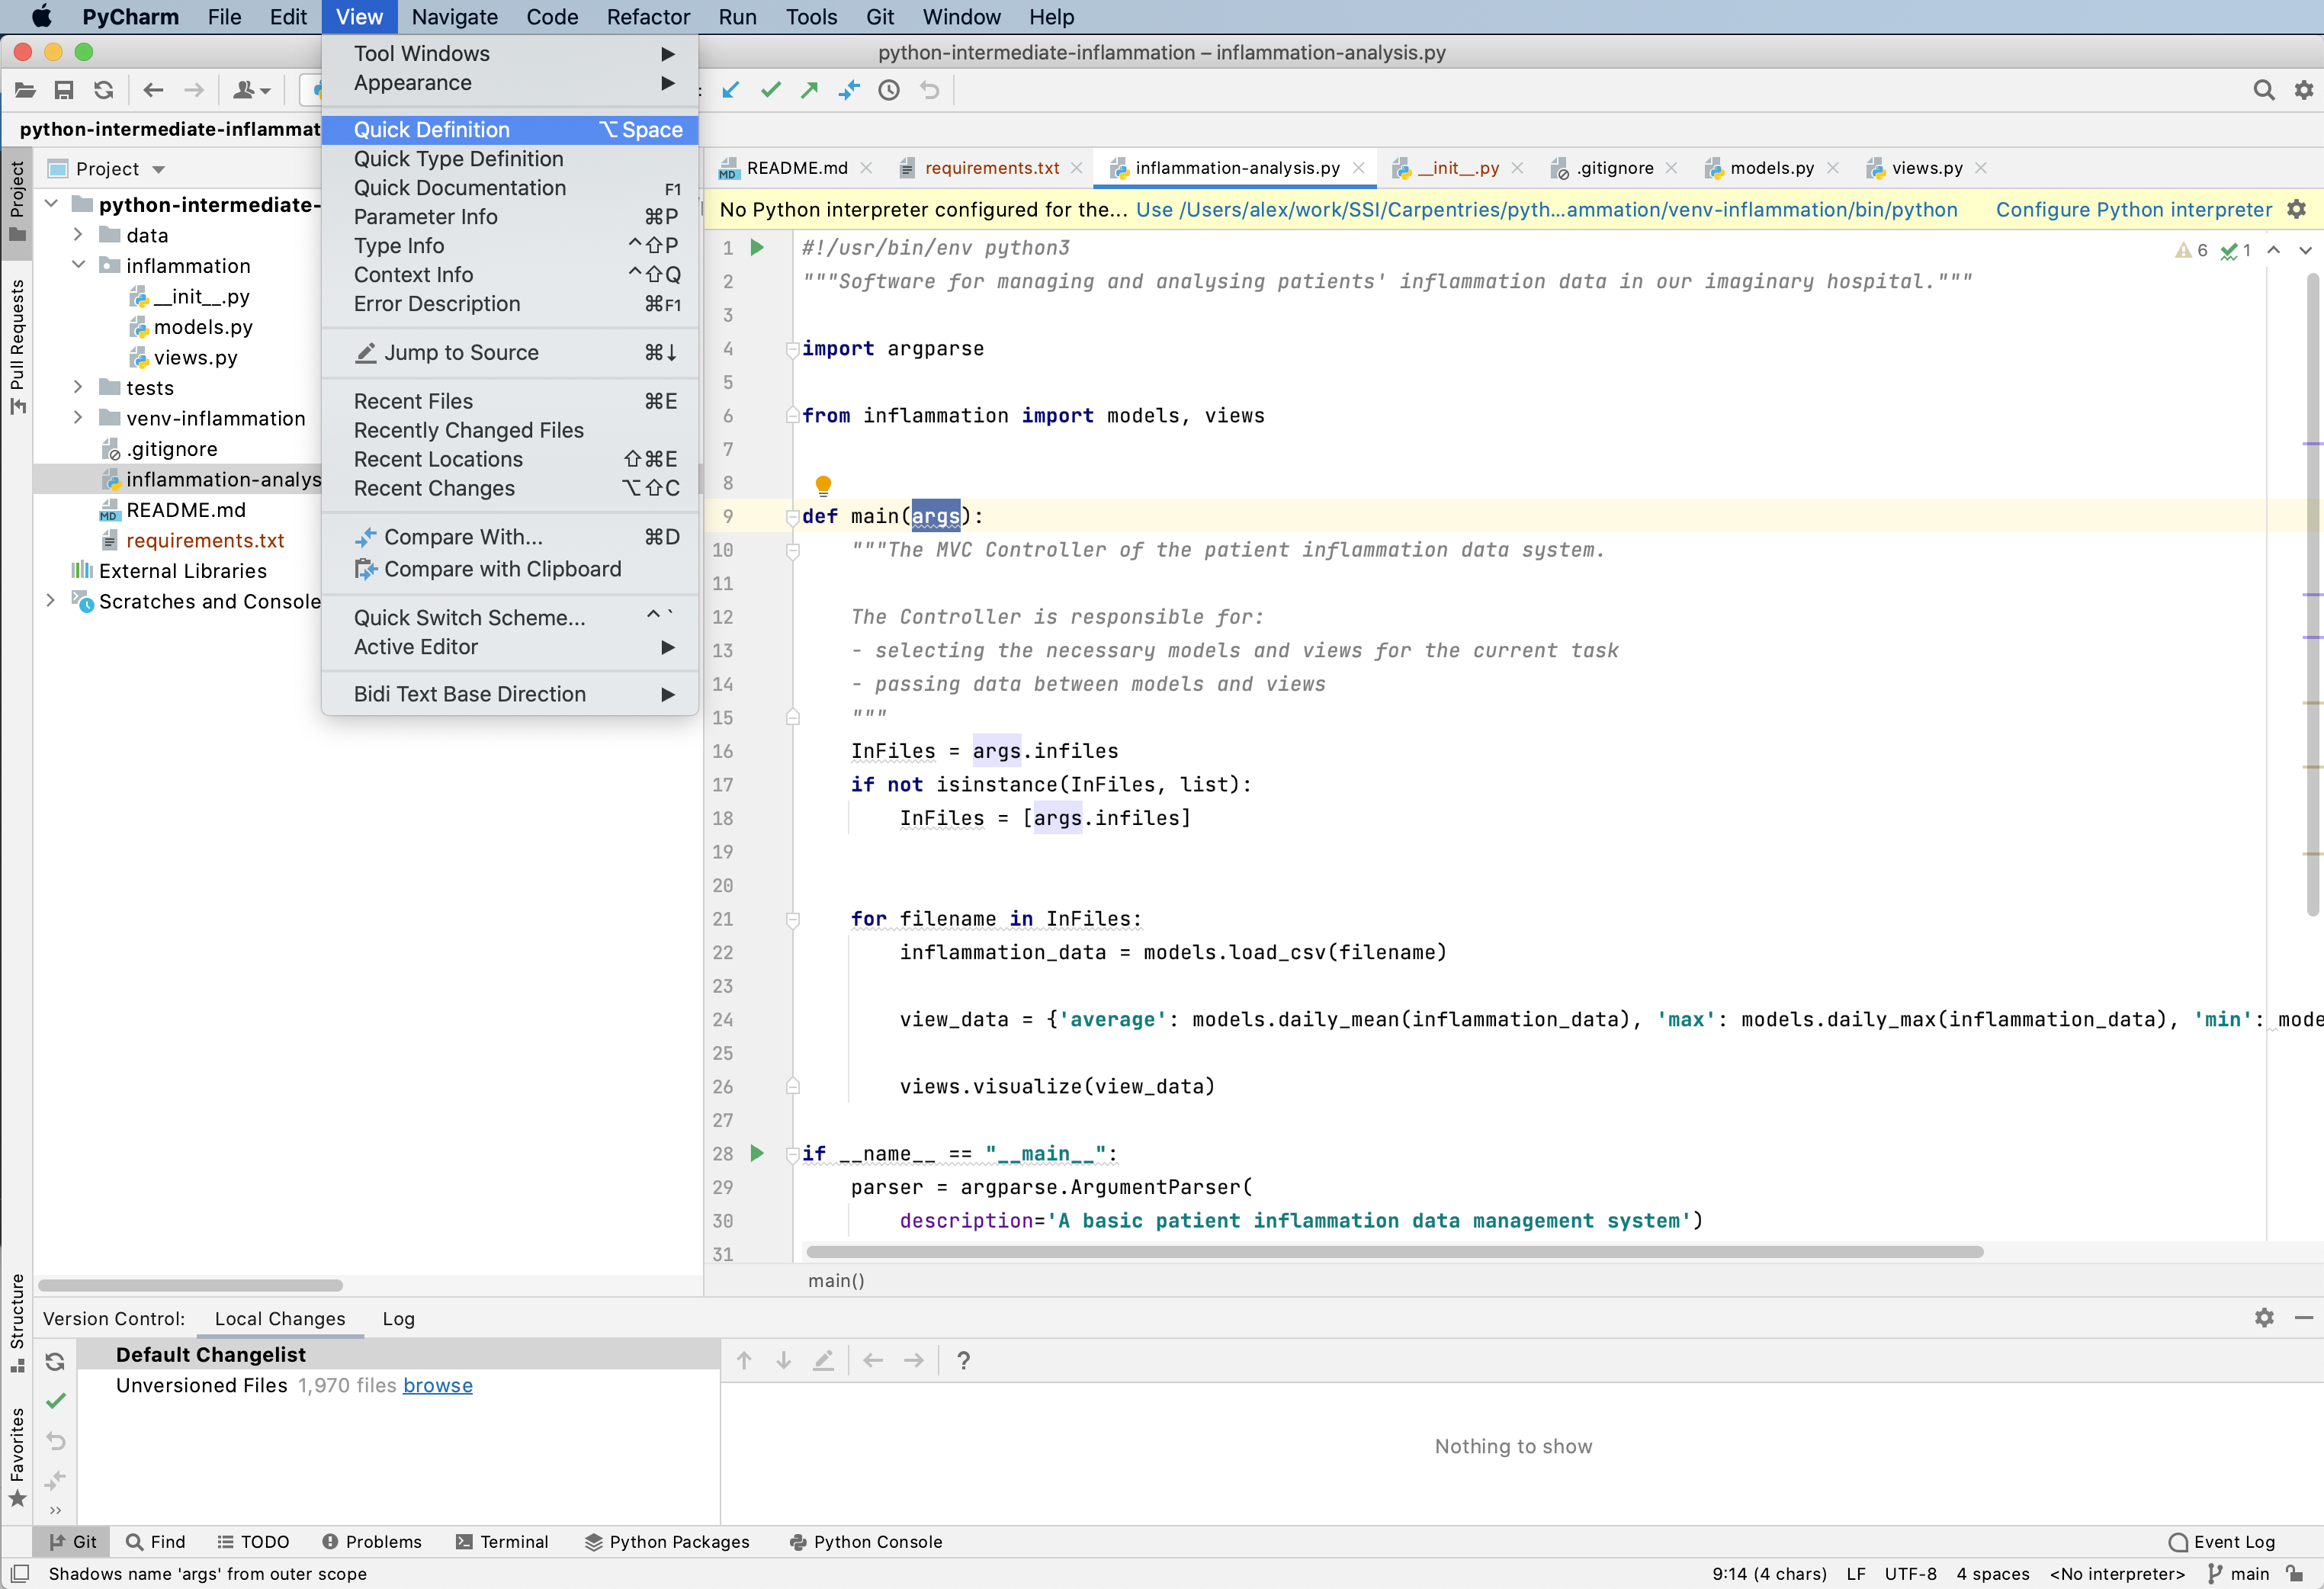 PyCharm File Edit View Navigate Code Refactor Run Tools Git Window Help
python-intermediate-inflammation – inflammation-analysis.py
Tool Windows
Appearance
Quick Definition ⌥Space
Quick Type Definition
Quick Documentation F1
Parameter Info ⌘P
Type Info ^⇧P
Context Info ^⇧Q
Error Description ⌘F1
Jump to Source ⌘↓
Recent Files ⌘E
Recently Changed Files
Recent Locations ⇧⌘E
Recent Changes ⌥⇧C
Compare With... ⌘D
Compare with Clipboard
Quick Switch Scheme... ^ `
Active Editor
Bidi Text Base Direction
python-intermediate-inflammat
Project
Pull Requests
Structure
Favorites
Project
python-intermediate-
data
inflammation
__init__.py
models.py
views.py
tests
venv-inflammation
.gitignore
inflammation-analys
README.md
requirements.txt
External Libraries
Scratches and Console
README.md requirements.txt inflammation-analysis.py __init__.py .gitignore models.py views.py
No Python interpreter configured for the... Use /Users/alex/work/SSI/Carpentries/pyth...ammation/venv-inflammation/bin/python Configure Python interpreter
6 1
1 #!/usr/bin/env python3
2 """Software for managing and analysing patients' inflammation data in our imaginary hospital."""
3
4 import argparse
5
6 from inflammation import models, views
7
8
9 def main(args):
10 """The MVC Controller of the patient inflammation data system.
11
12 The Controller is responsible for:
13 - selecting the necessary models and views for the current task
14 - passing data between models and views
15 """
16 InFiles = args.infiles
17 if not isinstance(InFiles, list):
18 InFiles = [args.infiles]
19
20
21 for filename in InFiles:
22 inflammation_data = models.load_csv(filename)
23
24 view_data = {'average': models.daily_mean(inflammation_data), 'max': models.daily_max(inflammation_data), 'min': mode
25
26 views.visualize(view_data)
27
28 if __name__ == "__main__":
29 parser = argparse.ArgumentParser(
30 description='A basic patient inflammation data management system')
31
main()
Version Control: Local Changes Log
Default Changelist
Unversioned Files 1,970 files browse
?
Nothing to show
Git Find TODO Problems Terminal Python Packages Python Console Event Log
Shadows name 'args' from outer scope 9:14 (4 chars) LF UTF-8 4 spaces <No interpreter> main